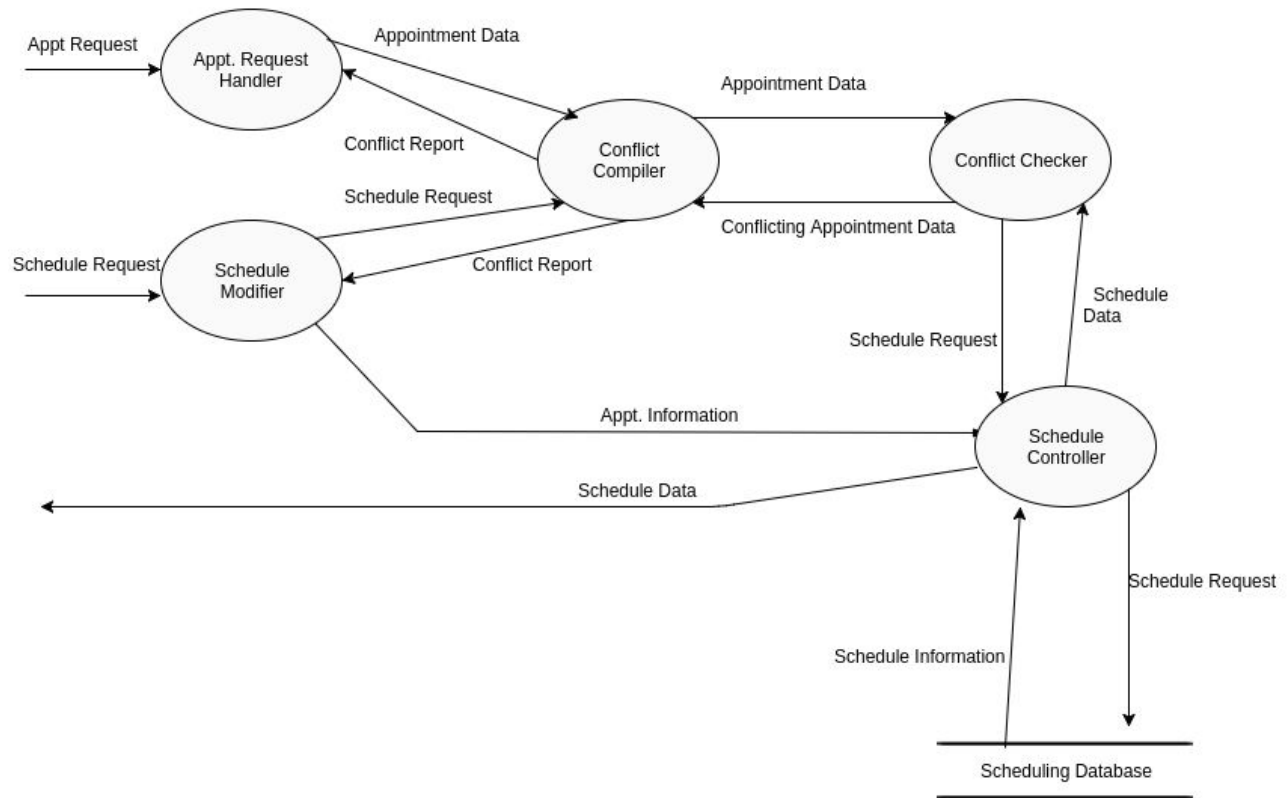 Appt Request
Appt. Request
Handler
Appointment Data
Appointment Data
Conflict Report
Conflict
Compiler
Conflict Checker
Schedule Request
Conflicting Appointment Data
Schedule Request
Schedule
Modifier
Conflict Report
Schedule
Data
Schedule Request
Appt. Information
Schedule
Controller
Schedule Data
Schedule Request
Schedule Information
Scheduling Database